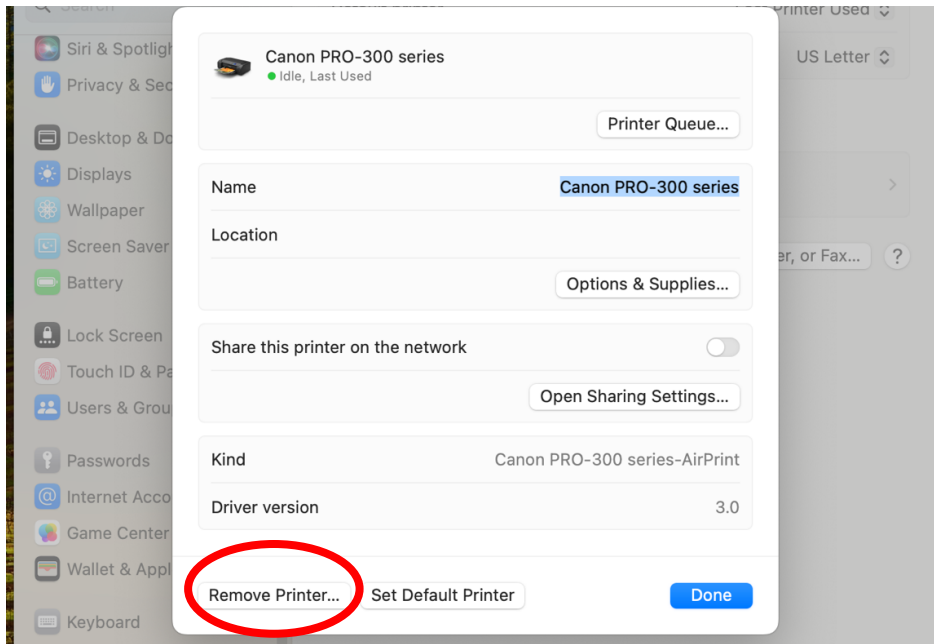 Search
Printer Used
Siri & Spotligh
US Letter
Privacy & Sec
Desktop & Do
Displays
Wallpaper
Screen Saver
Battery
Lock Screen
Touch ID & Pa
Users & Grou
Passwords
Internet Acco
Game Center
Wallet & Appl
Keyboard
Canon PRO-300 series
Idle, Last Used
Printer Queue...
Name Canon PRO-300 series
Location
Options & Supplies...
er, or Fax... ?
Share this printer on the network
Open Sharing Settings...
Kind Canon PRO-300 series-AirPrint
Driver version 3.0
Remove Printer... Set Default Printer Done